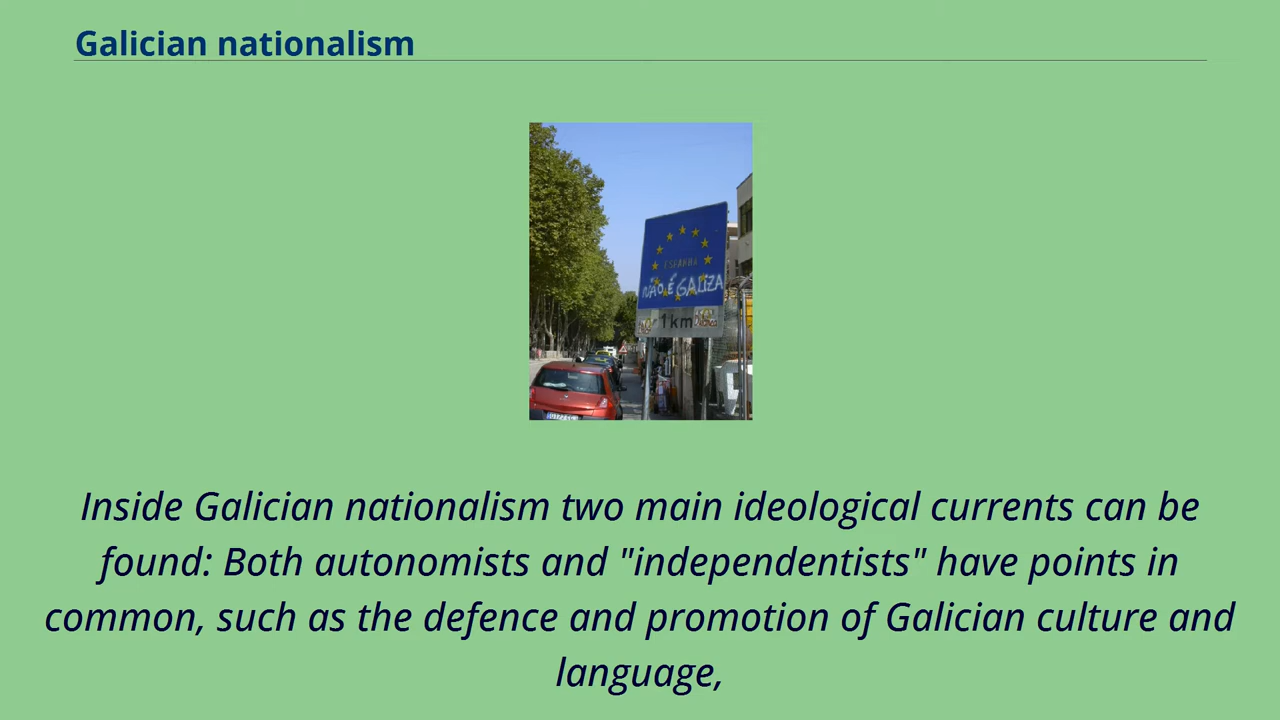 Galician nationalism
ESPANHA
NÃO É GALIZA
1 km
Inside Galician nationalism two main ideological currents can be
found: Both autonomists and "independentists" have points in
common, such as the defence and promotion of Galician culture and
language,